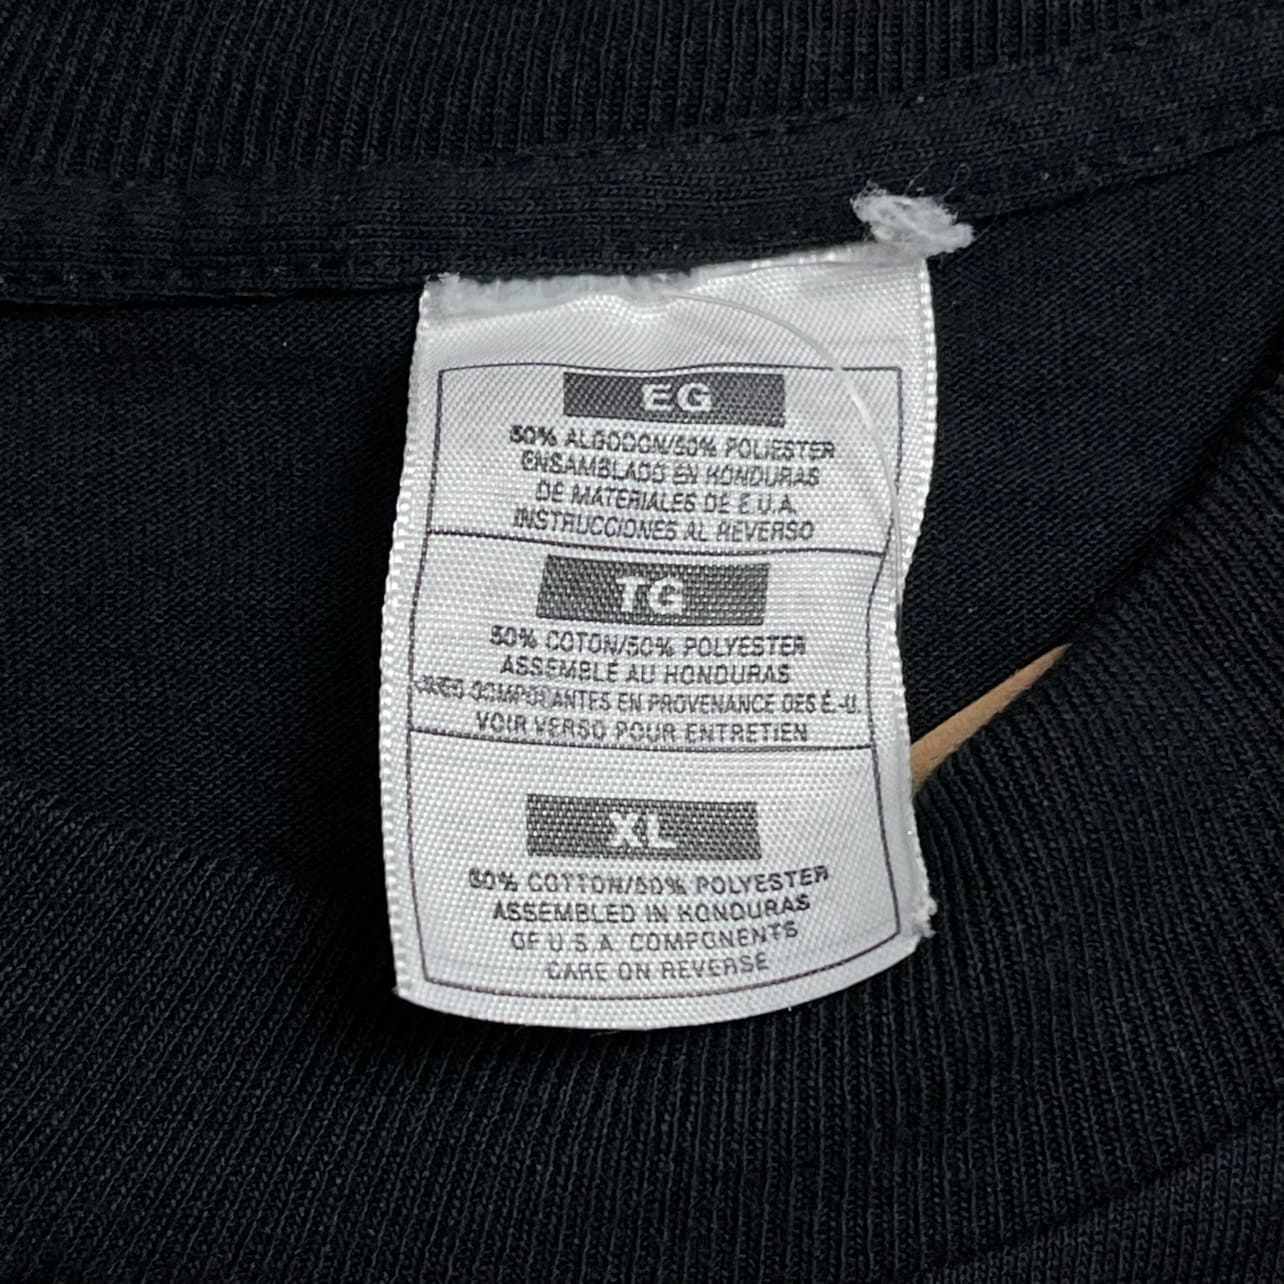 EG
50% ALGODON/50% POLIESTER
ENSAMBLADO EN HONDURAS
DE MATERIALES DE E.U.A.
INSTRUCCIONES AL REVERSO
TG
50% COTON/50% POLYESTER
ASSEMBLÉ AU HONDURAS
AVEC COMPOSANTES EN PROVENANCE DES É.-U.
VOIR VERSO POUR ENTRETIEN
XL
50% COTTON/50% POLYESTER
ASSEMBLED IN HONDURAS
OF U.S.A. COMPONENTS
CARE ON REVERSE